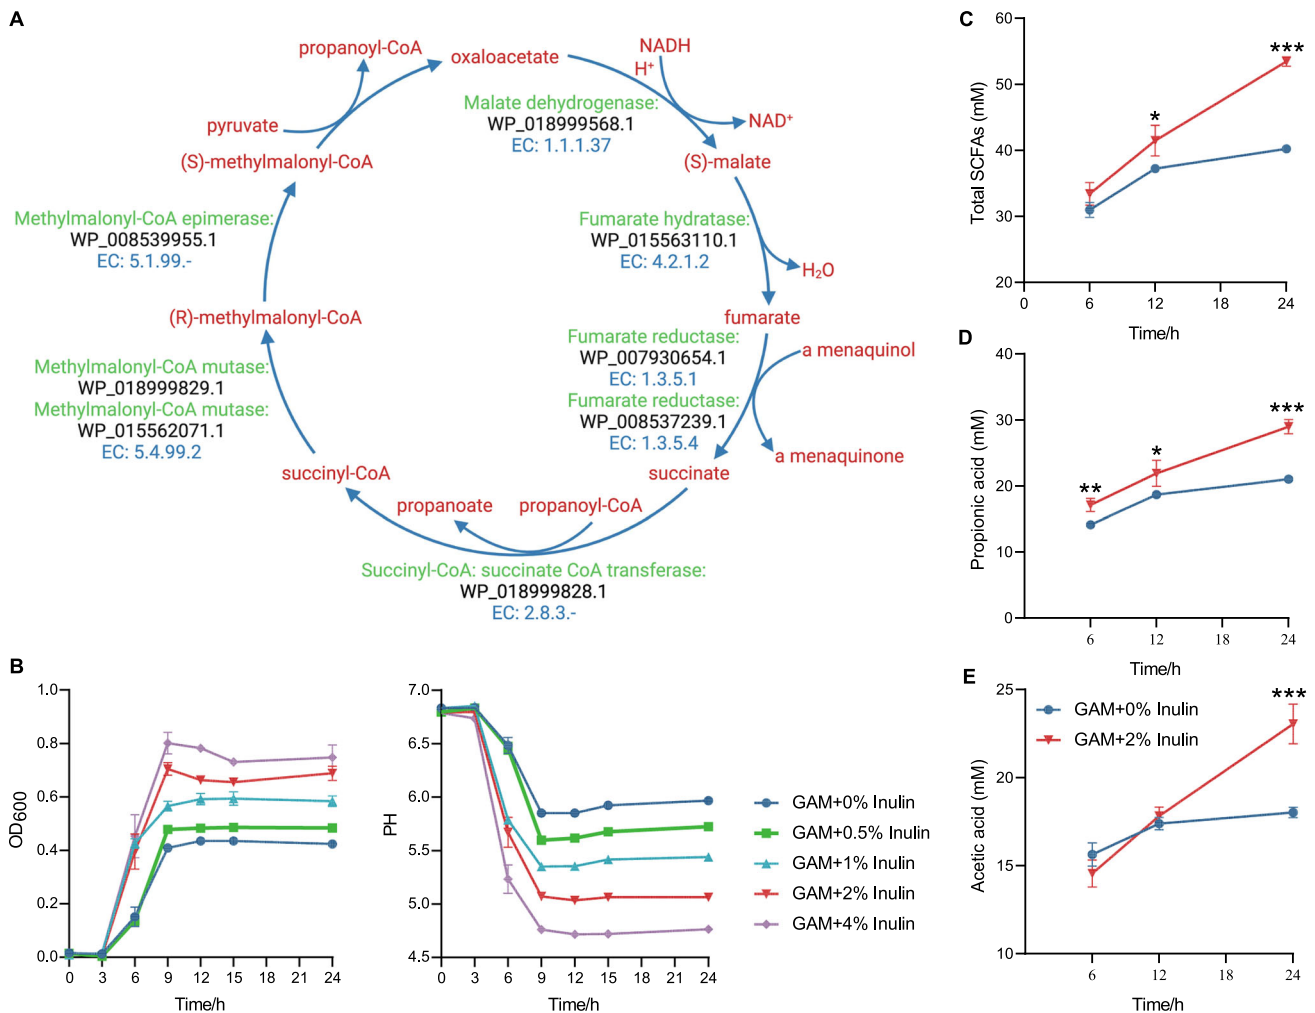 A
propanoyl-CoA
oxaloacetate
NADH
H+
pyruvate
Malate dehydrogenase:
WP_018999568.1
EC: 1.1.1.37
NAD+
(S)-methylmalonyl-CoA
(S)-malate
Methylmalonyl-CoA epimerase:
WP_008539955.1
EC: 5.1.99.-
Fumarate hydratase:
WP_015563110.1
EC: 4.2.1.2
H2O
(R)-methylmalonyl-CoA
fumarate
Fumarate reductase:
WP_007930654.1
EC: 1.3.5.1
a menaquinol
Methylmalonyl-CoA mutase:
WP_018999829.1
Methylmalonyl-CoA mutase:
WP_015562071.1
EC: 5.4.99.2
Fumarate reductase:
WP_008537239.1
EC: 1.3.5.4
a menaquinone
succinyl-CoA
succinate
propanoate
propanoyl-CoA
Succinyl-CoA: succinate CoA transferase:
WP_018999828.1
EC: 2.8.3.-
B
1.0
0.8
0.6
0.4
0.2
0.0
OD600
0 3 6 9 12 15 18 21 24
Time/h
7.0
6.5
6.0
5.5
5.0
4.5
PH
0 3 6 9 12 15 18 21 24
Time/h
GAM+0% Inulin
GAM+0.5% Inulin
GAM+1% Inulin
GAM+2% Inulin
GAM+4% Inulin
C
60
50
40
30
20
Total SCFAs (mM)
*
***
0 6 12 18 24
Time/h
D
40
30
20
10
0
Propionic acid (mM)
**
*
***
6 12 18 24
Time/h
E
25
20
15
10
Acetic acid (mM)
GAM+0% Inulin
GAM+2% Inulin
***
6 12 18 24
Time/h